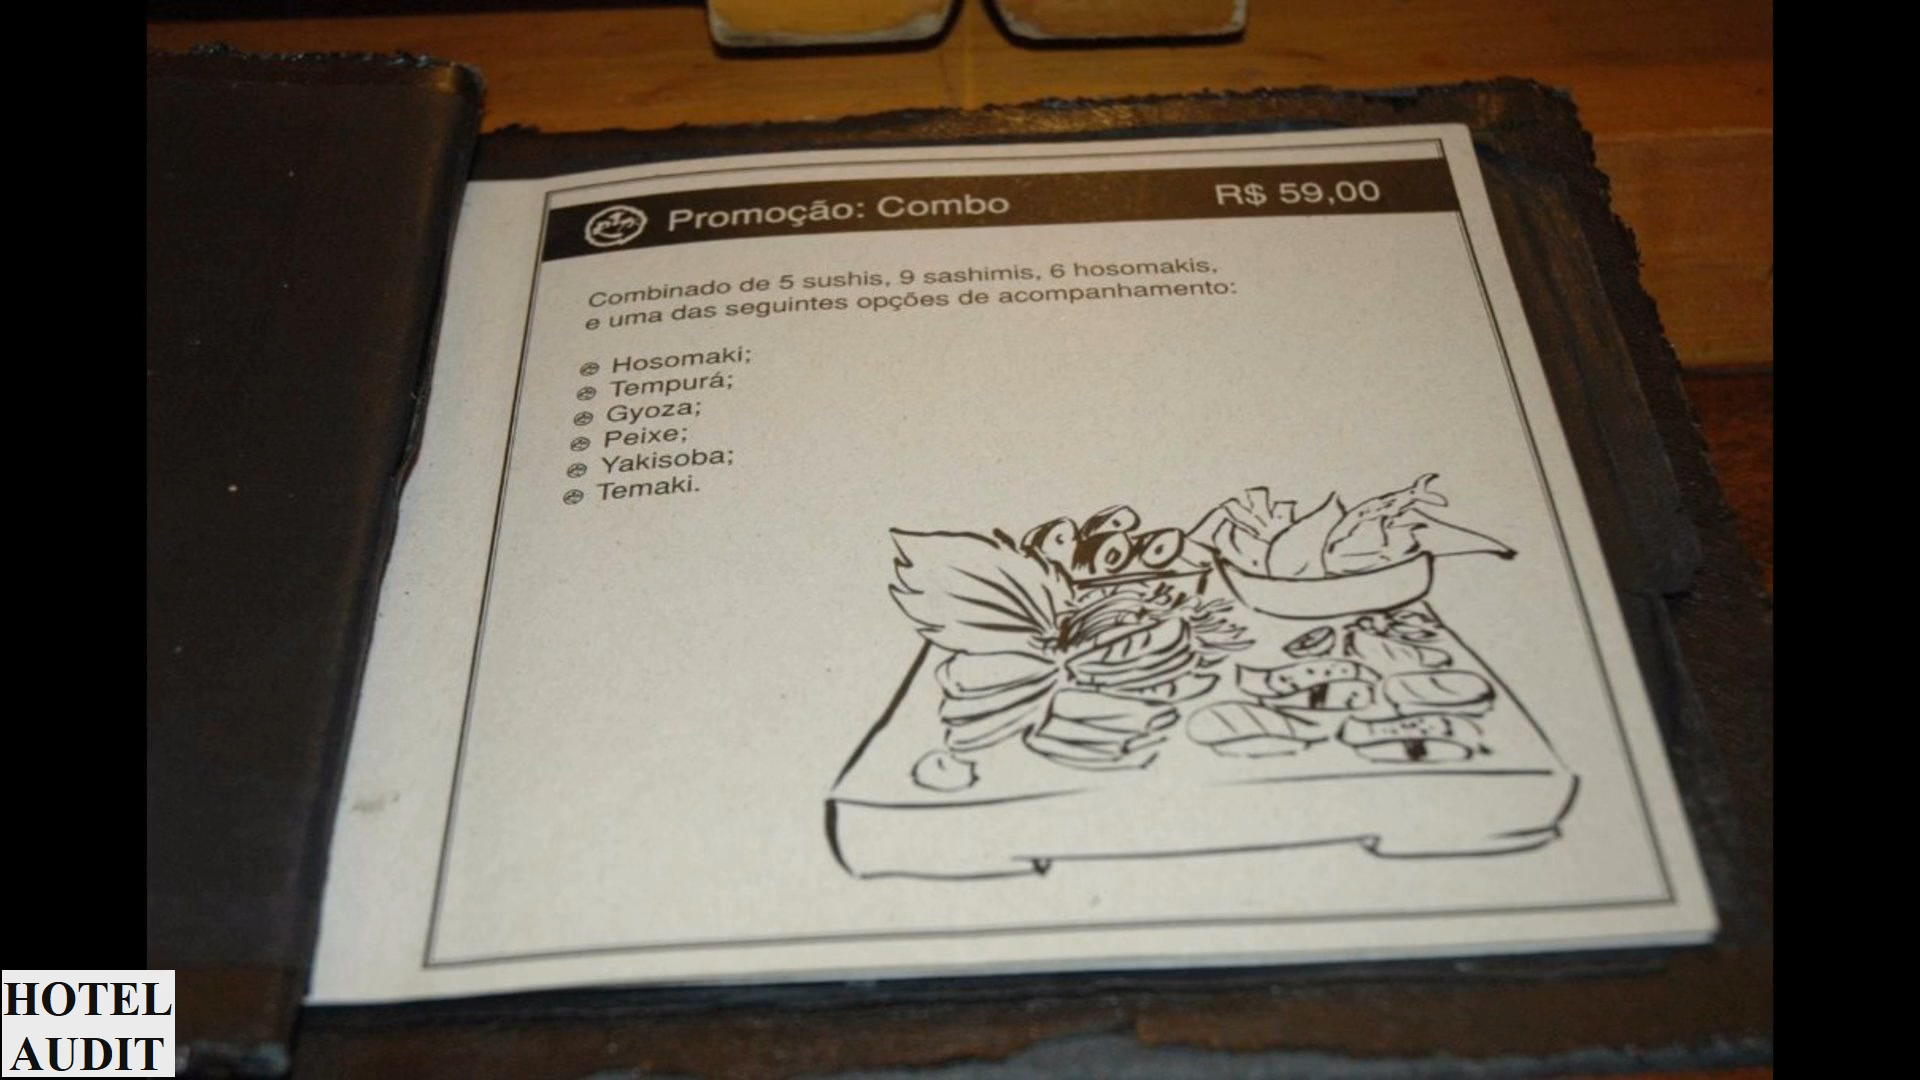 Promoção: Combo R$ 59,00
Combinado de 5 sushis, 9 sashimis, 6 hosomakis,
e uma das seguintes opções de acompanhamento:
Hosomaki;
Tempurá;
Gyoza;
Peixe;
Yakisoba;
Temaki.
HOTEL
AUDIT